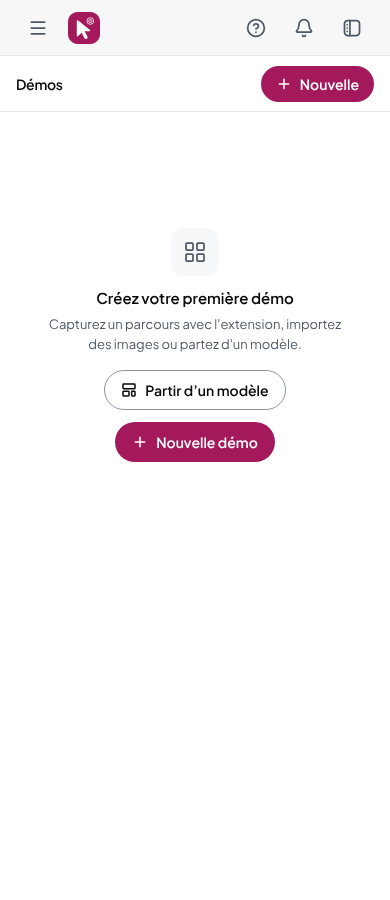 Démos
Nouvelle
Créez votre première démo
Capturez un parcours avec l'extension, importez
des images ou partez d'un modèle.
Partir d’un modèle
Nouvelle démo